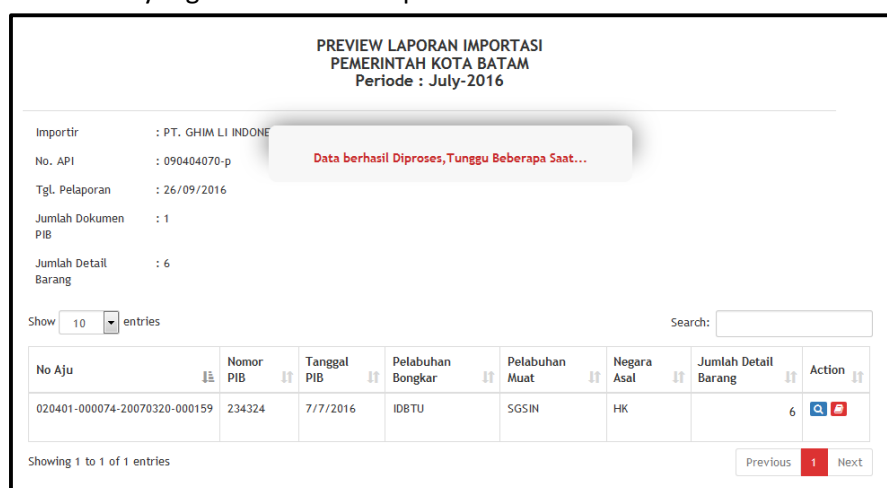 PREVIEW LAPORAN IMPORTASI
PEMERINTAH KOTA BATAM
Periode : July-2016
Importir : PT. GHIM LI INDONE
Data berhasil Diproses,Tunggu Beberapa Saat...
No. API : 090404070-p
Tgl. Pelaporan : 26/09/2016
Jumlah Dokumen PIB : 1
Jumlah Detail Barang : 6
Show 10 entries Search:
No Aju Nomor PIB Tanggal PIB Pelabuhan Bongkar Pelabuhan Muat Negara Asal Jumlah Detail Barang Action
020401-000074-20070320-000159 234324 7/7/2016 IDBTU SGSIN HK 6
Showing 1 to 1 of 1 entries Previous 1 Next